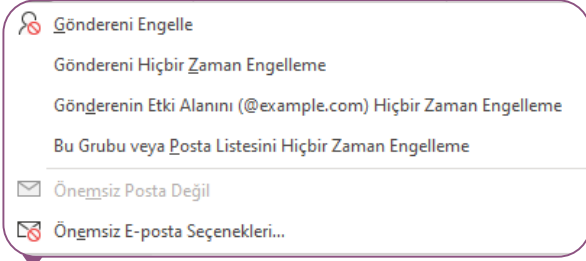 Göndereni Engelle
Göndereni Hiçbir Zaman Engelleme
Gönderenin Etki Alanını (@example.com) Hiçbir Zaman Engelleme
Bu Grubu veya Posta Listesini Hiçbir Zaman Engelleme
Önemsiz Posta Değil
Önemsiz E-posta Seçenekleri...